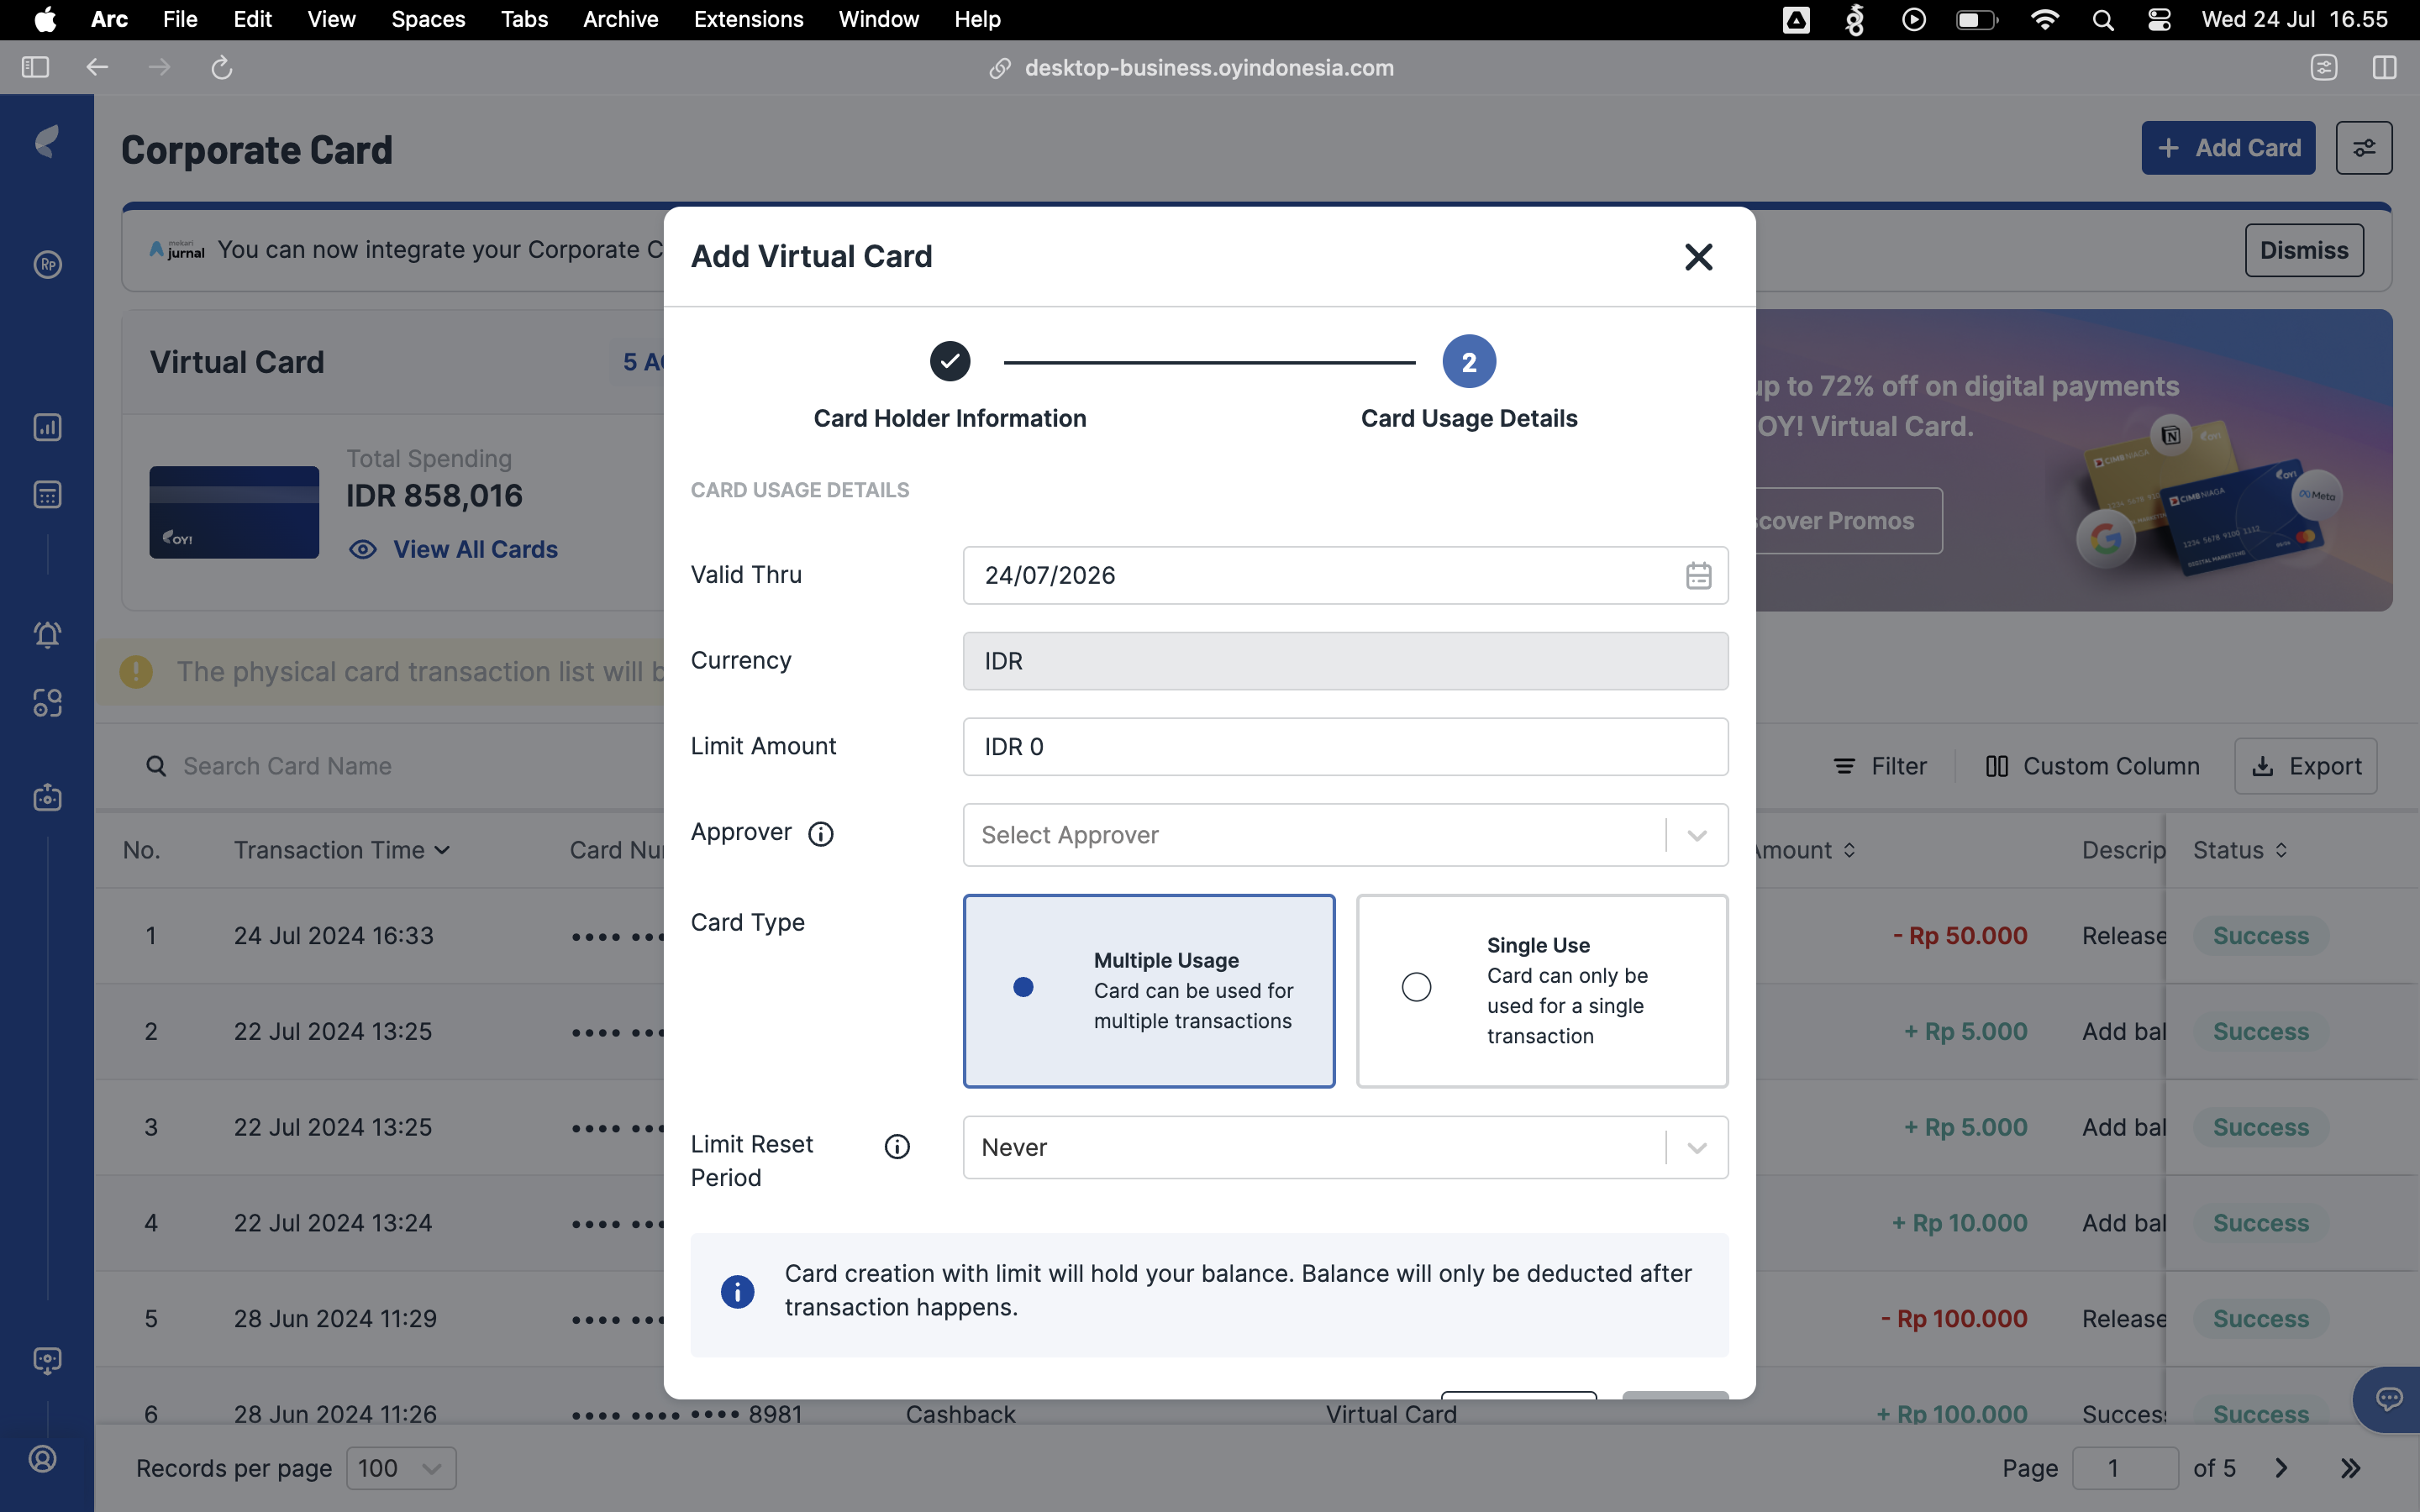 Arc File Edit View Spaces Tabs Archive Extensions Window Help Wed 24 Jul 16.55
desktop-business.oyindonesia.com
Corporate Card
+ Add Card
mekari jurnal You can now integrate your Corporate C
Dismiss
Virtual Card
5 AC
Total Spending
IDR 858,016
View All Cards
OY!
up to 72% off on digital payments
OY! Virtual Card.
scover Promos
The physical card transaction list will b
Search Card Name
Filter
Custom Column
Export
Add Virtual Card
2
Card Holder Information
Card Usage Details
CARD USAGE DETAILS
Valid Thru
24/07/2026
Currency
IDR
Limit Amount
IDR 0
Approver
Select Approver
Card Type
Multiple Usage
Card can be used for
multiple transactions
Single Use
Card can only be
used for a single
transaction
Limit Reset
Period
Never
Card creation with limit will hold your balance. Balance will only be deducted after
transaction happens.
No. Transaction Time Card Nu Amount Descrip Status
1 24 Jul 2024 16:33 •••• ••• - Rp 50.000 Release Success
2 22 Jul 2024 13:25 •••• ••• + Rp 5.000 Add bal Success
3 22 Jul 2024 13:25 •••• ••• + Rp 5.000 Add bal Success
4 22 Jul 2024 13:24 •••• ••• + Rp 10.000 Add bal Success
5 28 Jun 2024 11:29 •••• ••• - Rp 100.000 Release Success
6 28 Jun 2024 11:26 •••• •••• •••• 8981 Cashback Virtual Card + Rp 100.000 Success Success
Records per page 100
Page 1 of 5